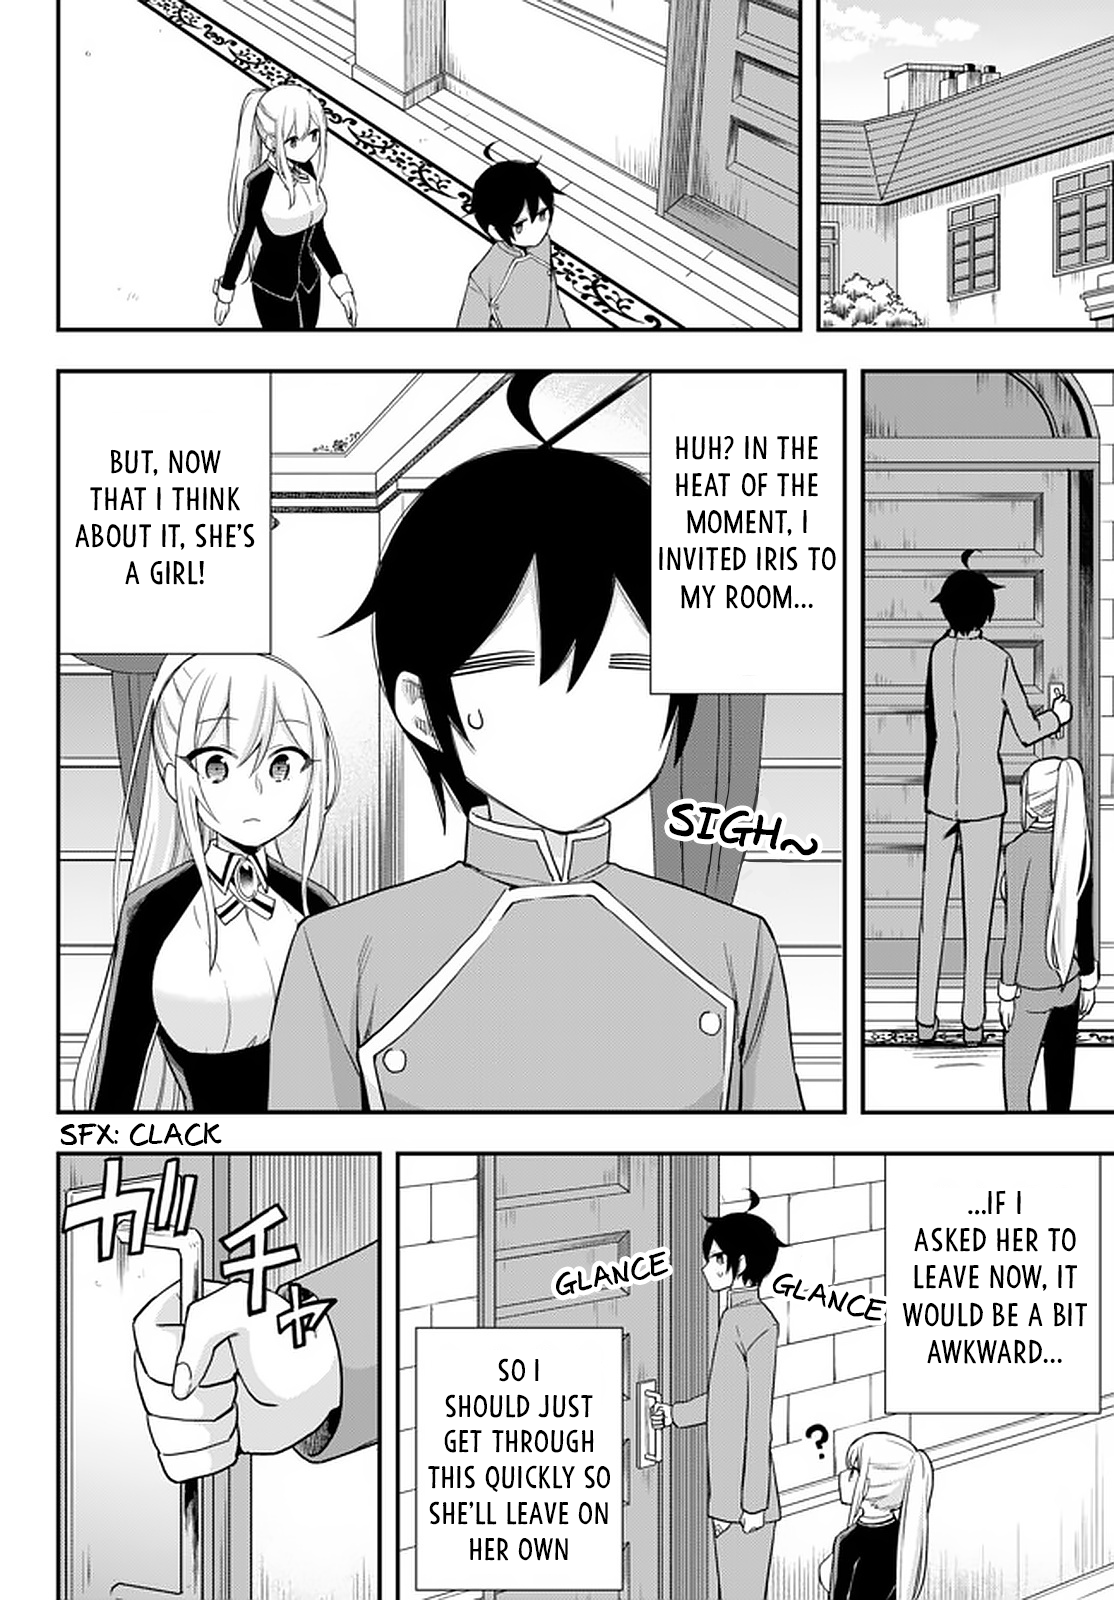 HUH? IN THE
HEAT OF THE
MOMENT, I
INVITED IRIS TO
MY ROOM...
BUT, NOW
THAT I THINK
ABOUT IT, SHE'S
A GIRL!
SIGH~
...IF I
ASKED HER TO
LEAVE NOW, IT
WOULD BE A BIT
AWKWARD...
GLANCE
GLANCE
?
SO I
SHOULD JUST
GET THROUGH
THIS QUICKLY SO
SHE'LL LEAVE ON
HER OWN
SFX: CLACK
ガチャ